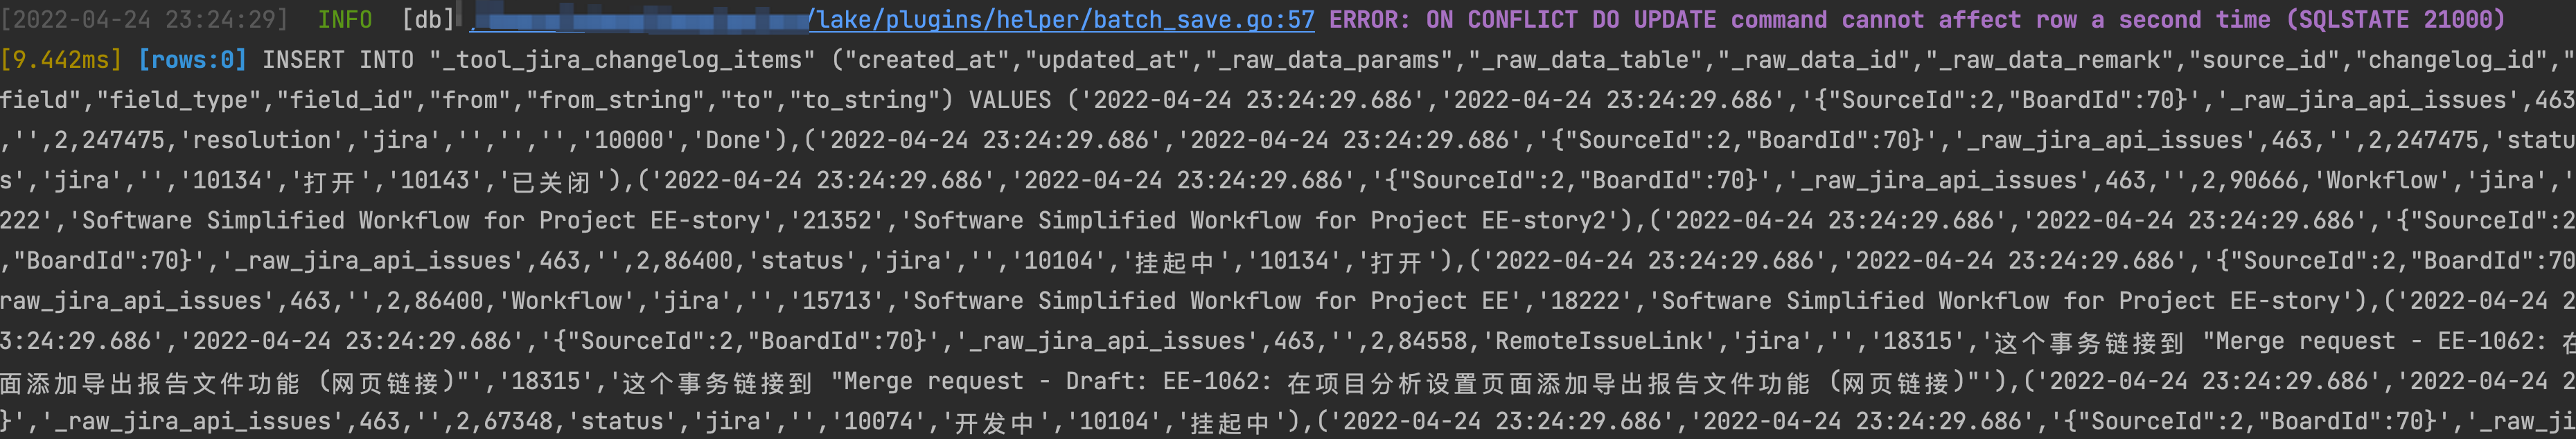 [2022-04-24 23:24:29]  INFO  [db] /lake/plugins/helper/batch_save.go:57 ERROR: ON CONFLICT DO UPDATE command cannot affect row a second time (SQLSTATE 21000)
[9.442ms] [rows:0] INSERT INTO "_tool_jira_changelog_items" ("created_at","updated_at","_raw_data_params","_raw_data_table","_raw_data_id","_raw_data_remark","source_id","changelog_id","
field","field_type","field_id","from","from_string","to","to_string") VALUES ('2022-04-24 23:24:29.686','2022-04-24 23:24:29.686','{"SourceId":2,"BoardId":70}','_raw_jira_api_issues',463
,'',2,247475,'resolution','jira','','','','10000','Done'),('2022-04-24 23:24:29.686','2022-04-24 23:24:29.686','{"SourceId":2,"BoardId":70}','_raw_jira_api_issues',463,'',2,247475,'statu
s','jira','','10134','打开','10143','已关闭'),('2022-04-24 23:24:29.686','2022-04-24 23:24:29.686','{"SourceId":2,"BoardId":70}','_raw_jira_api_issues',463,'',2,90666,'Workflow','jira','
222','Software Simplified Workflow for Project EE-story','21352','Software Simplified Workflow for Project EE-story2'),('2022-04-24 23:24:29.686','2022-04-24 23:24:29.686','{"SourceId":2
,"BoardId":70}','_raw_jira_api_issues',463,'',2,86400,'status','jira','','10104','挂起中','10134','打开'),('2022-04-24 23:24:29.686','2022-04-24 23:24:29.686','{"SourceId":2,"BoardId":70
raw_jira_api_issues',463,'',2,86400,'Workflow','jira','','15713','Software Simplified Workflow for Project EE','18222','Software Simplified Workflow for Project EE-story'),('2022-04-24 2
3:24:29.686','2022-04-24 23:24:29.686','{"SourceId":2,"BoardId":70}','_raw_jira_api_issues',463,'',2,84558,'RemoteIssueLink','jira','','18315','这个事务链接到 "Merge request - EE-1062: 在
面添加导出报告文件功能 (网页链接)"','18315','这个事务链接到 "Merge request - Draft: EE-1062: 在项目分析设置页面添加导出报告文件功能 (网页链接)"'),('2022-04-24 23:24:29.686','2022-04-24 2
}','_raw_jira_api_issues',463,'',2,67348,'status','jira','','10074','开发中','10104','挂起中'),('2022-04-24 23:24:29.686','2022-04-24 23:24:29.686','{"SourceId":2,"BoardId":70}','_raw_ji